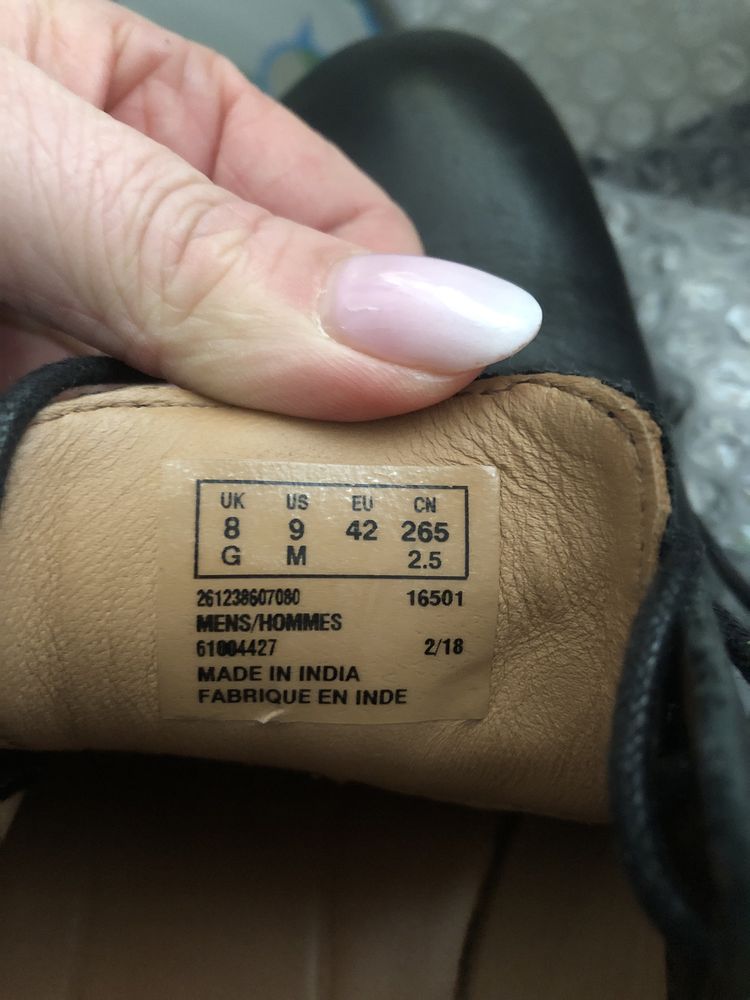 UK US EU CN
8 9 42 265
G M 2.5
261238607080 16501
MENS/HOMMES
61004427 2/18
MADE IN INDIA
FABRIQUE EN INDE